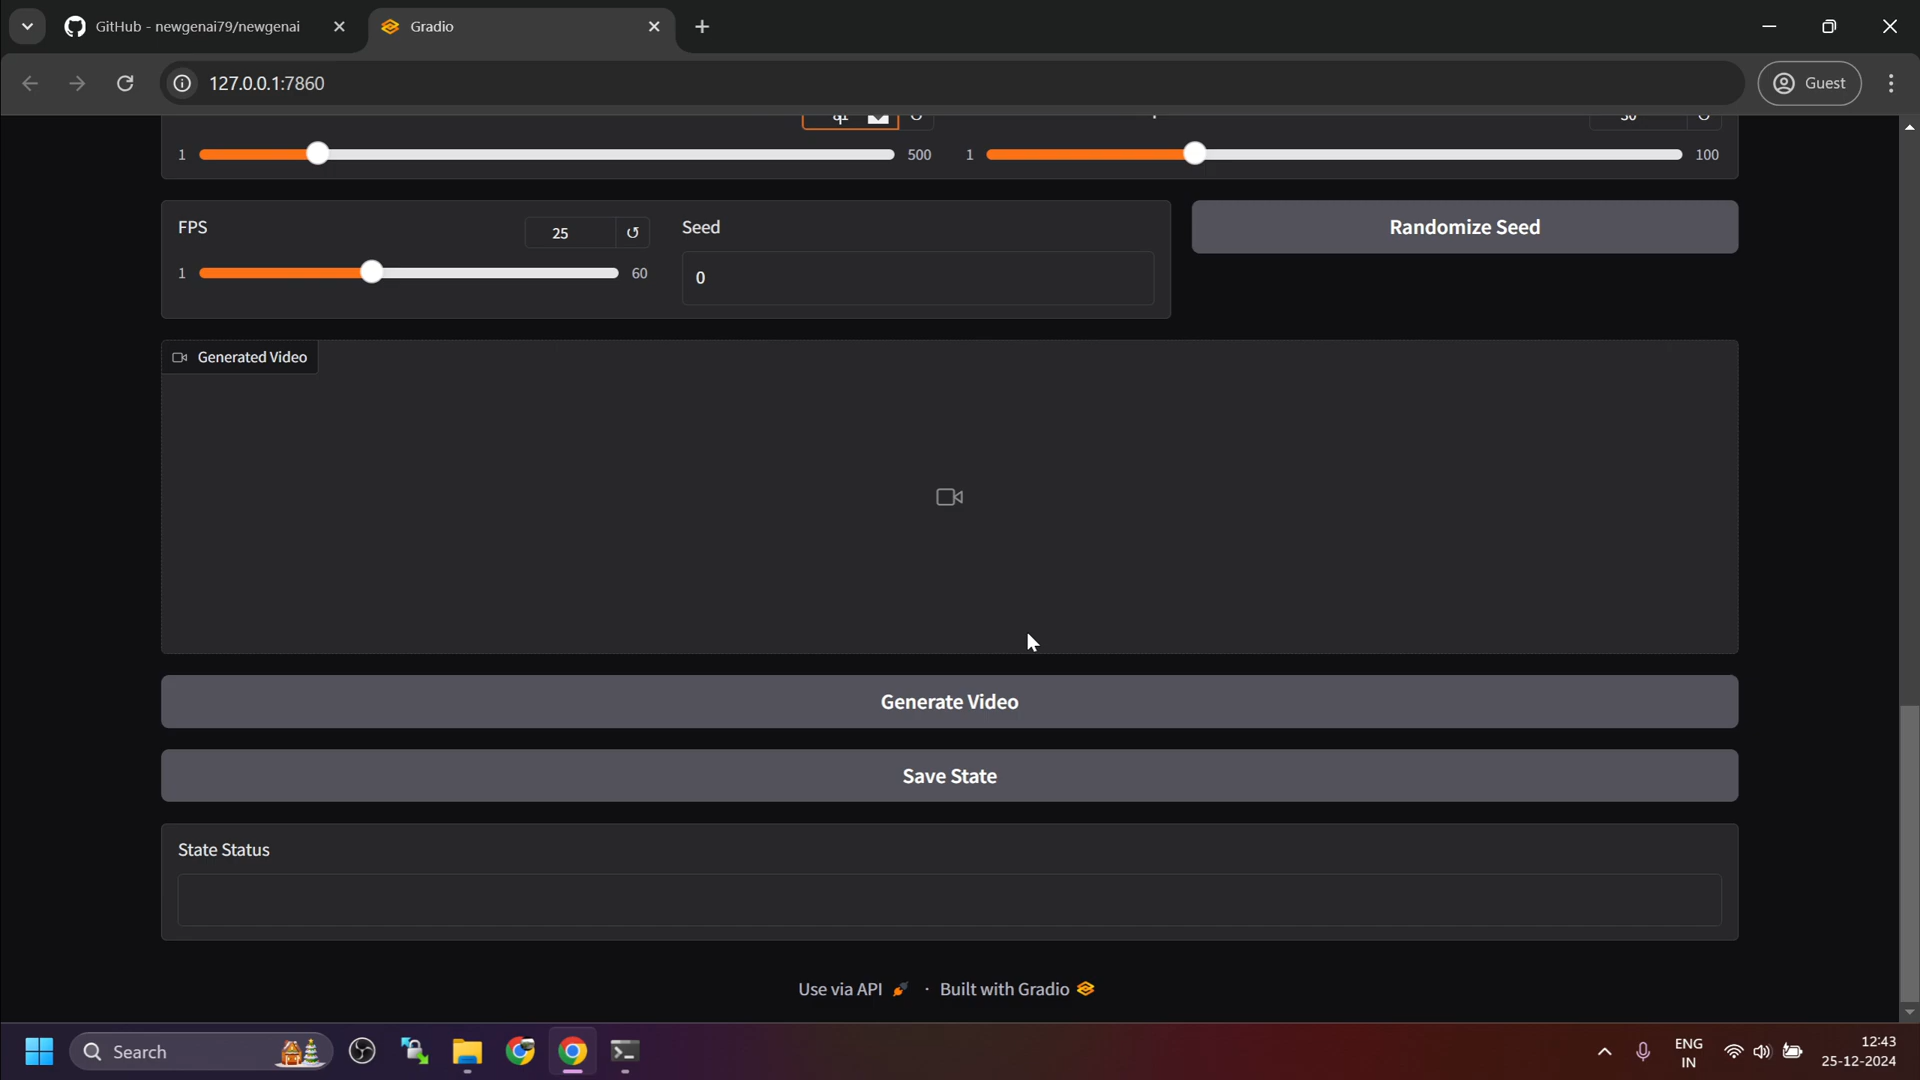 GitHub - newgenai79/newgenai
Gradio
127.0.0.1:7860
Guest
1
500
1
100
FPS
25
1
60
Seed
0
Randomize Seed
Generated Video
Generate Video
Save State
State Status
Use via API
· Built with Gradio
Search
ENG
IN
12:43
25-12-2024